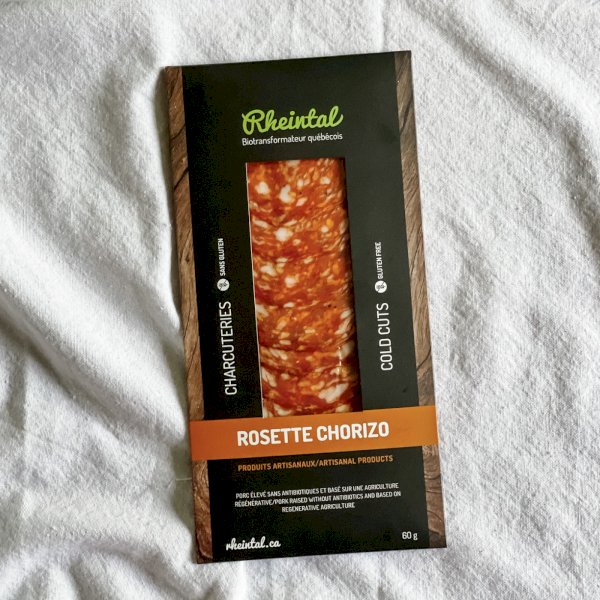 Rheintal
Biotransformateur québécois
CHARCUTERIES SANS GLUTEN
COLD CUTS GLUTEN FREE
ROSETTE CHORIZO
PRODUITS ARTISANAUX/ARTISANAL PRODUCTS
PORC ÉLEVÉ SANS ANTIBIOTIQUES ET BASÉ SUR UNE AGRICULTURE
RÉGÉNÉRATIVE/PORK RAISED WITHOUT ANTIBIOTICS AND BASED ON
REGENERATIVE AGRICULTURE
rheintal.ca
60 g